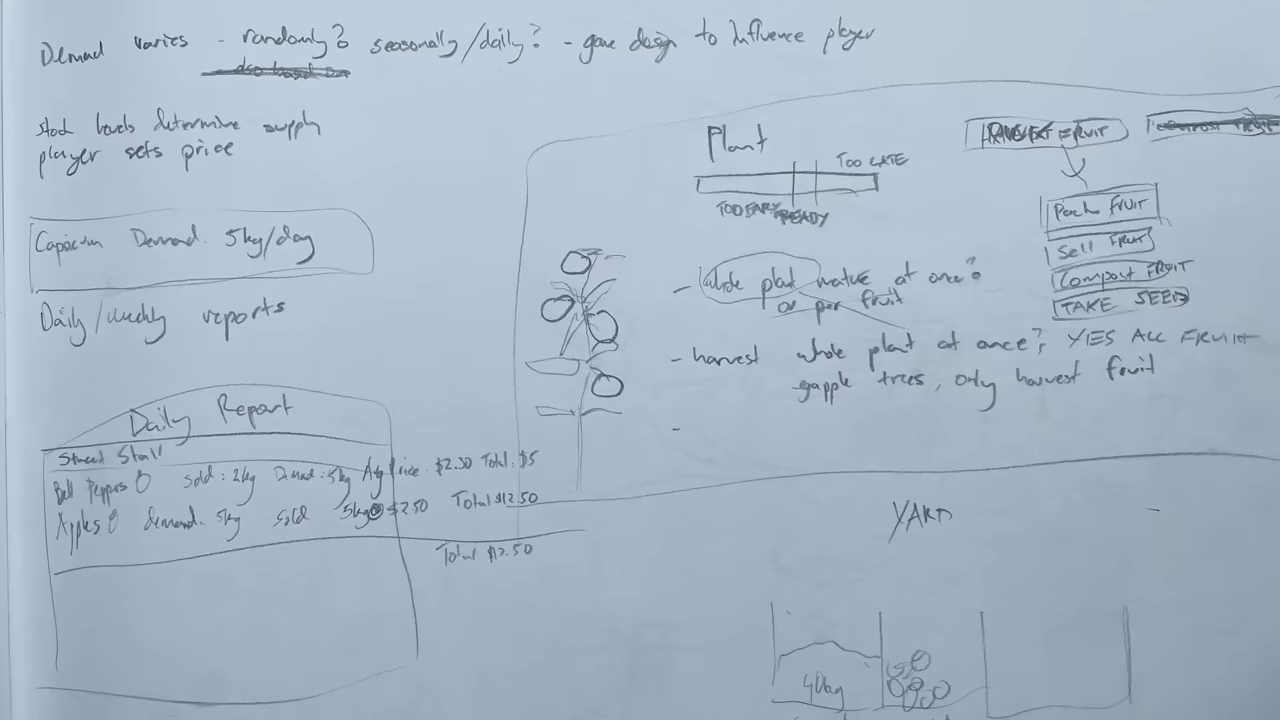 Demand varies - randomly? seasonally/daily? - game design to influence player
stock levels determine supply
player sets price
Capsicum Demand: 5kg/day
Daily/weekly reports
Daily Report
Street Stall
Bell Peppers sold: 2kg Demand: 5kg Avg Price: $2.50 Total: $5
Apples demand: 5kg sold 5kg @ $2.50 Total $12.50
Total $12.50
Plant
TOO LATE
TOO EARLY READY
- whole plant mature at once?
or per fruit
- harvest whole plant at once? YES ALL FRUIT
apple trees, only harvest fruit
-
HARVEST FRUIT
Pack FRUIT
Sell FRUIT
Compost FRUIT
TAKE SEED
YARD
40kg